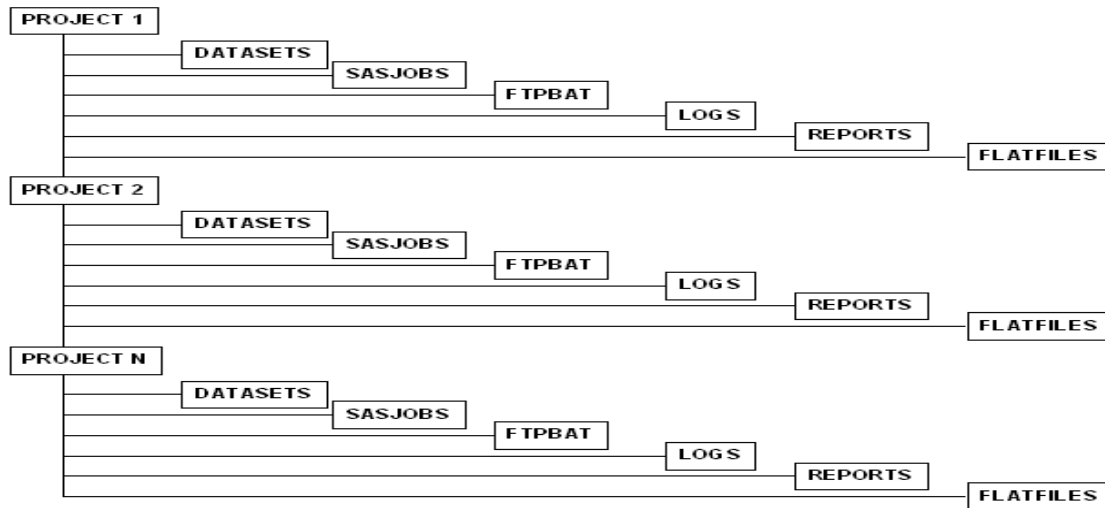 PROJECT 1
DATASETS
SASJOBS
FTPBAT
LOGS
REPORTS
FLATFILES
PROJECT 2
DATASETS
SASJOBS
FTPBAT
LOGS
REPORTS
FLATFILES
PROJECT N
DATASETS
SASJOBS
FTPBAT
LOGS
REPORTS
FLATFILES